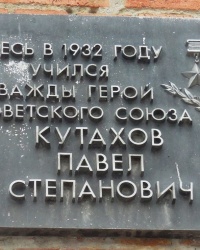 ЕСЬ В 1932 ГОДУ
УЧИЛСЯ
ВАЖДЫ ГЕРОЙ
ОВЕТСКОГО СОЮЗА
КУТАХОВ
ПАВЕЛ
СТЕПАНОВИЧ